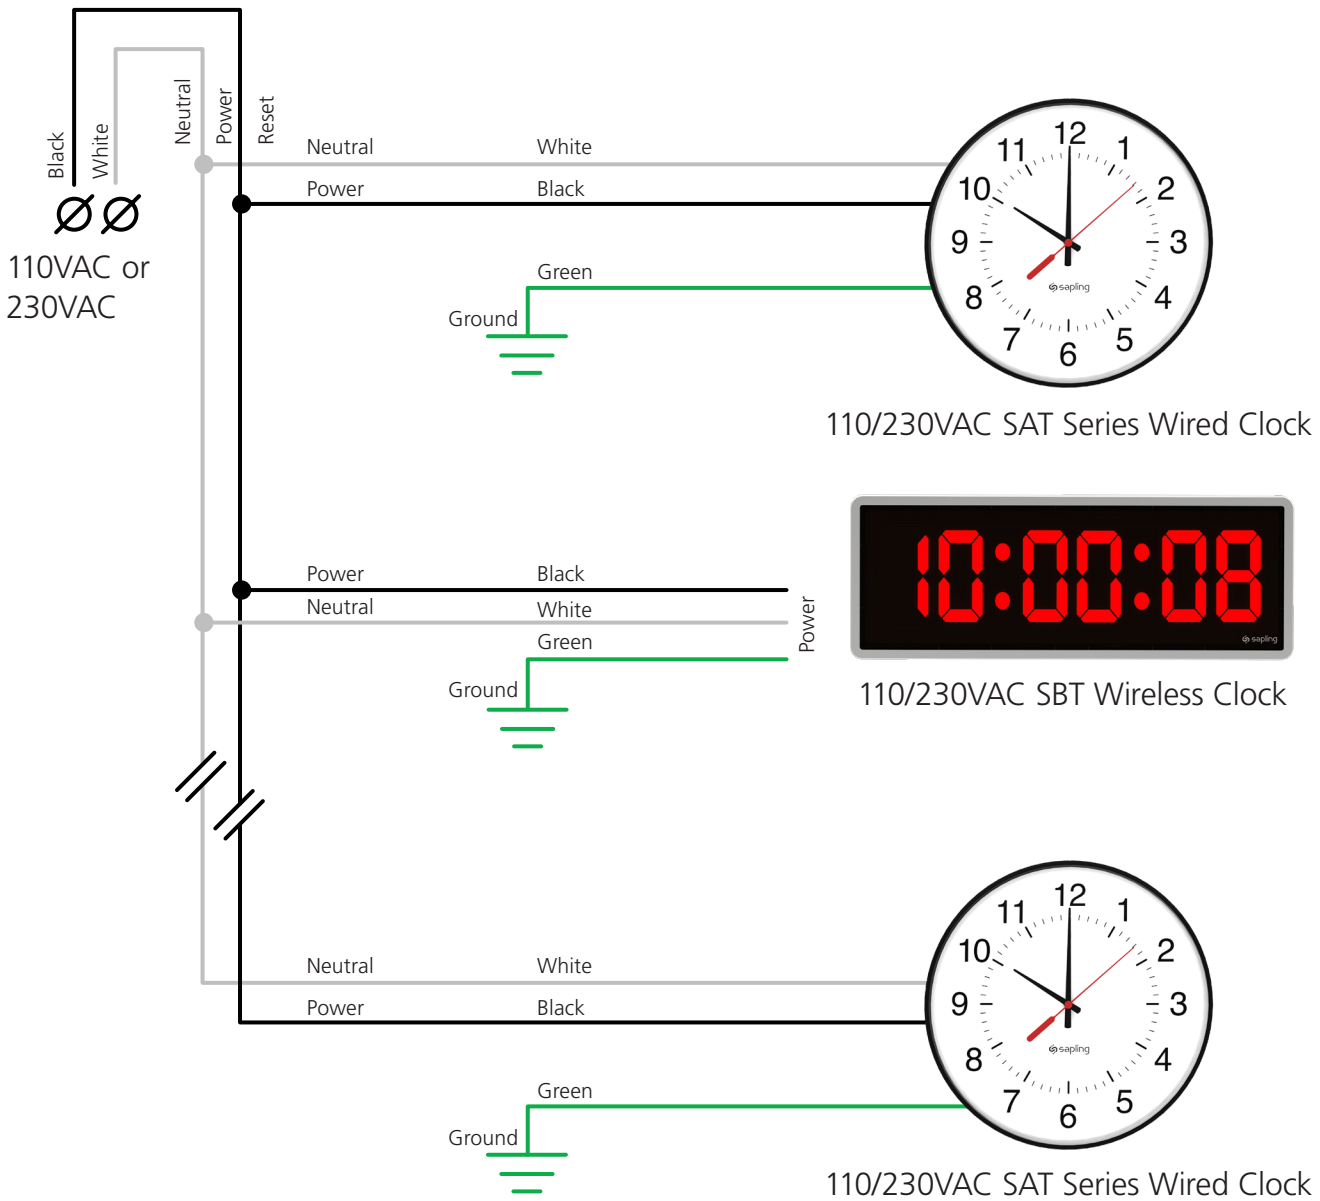 Black
White
Neutral
Power
Reset
110VAC or
230VAC
Neutral White
Power Black
Green
Ground
12
1
2
3
4
5
6
7
8
9
10
11
sapling
110/230VAC SAT Series Wired Clock
Power Black
Neutral White
Green
Ground
Power
10:00:08
sapling
110/230VAC SBT Wireless Clock
Neutral White
Power Black
Green
Ground
12
1
2
3
4
5
6
7
8
9
10
11
sapling
110/230VAC SAT Series Wired Clock